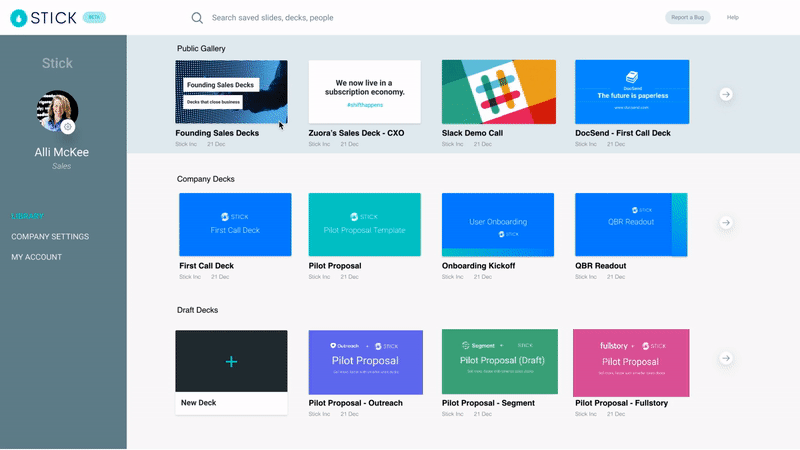 STICK
BETA
Search saved slides, decks, people
Report a Bug
Help
Stick
Alli McKee
Sales
LIBRARY
COMPANY SETTINGS
MY ACCOUNT
Public Gallery
Founding Sales Decks
Decks that close business
Founding Sales Decks
Stick Inc 21 Dec
We now live in a
subscription economy.
#shifthappens
Zuora's Sales Deck - CXO
Stick Inc 21 Dec
Slack Demo Call
Stick Inc 21 Dec
DocSend
The future is paperless
www.docsend.com
DocSend - First Call Deck
Stick Inc 21 Dec
Company Decks
STICK
First Call Deck
First Call Deck
Stick Inc 21 Dec
STICK
Pilot Proposal Template
Pilot Proposal
Stick Inc 21 Dec
User Onboarding
STICK
Onboarding Kickoff
Stick Inc 21 Dec
STICK
QBR Readout
QBR Readout
Stick Inc 21 Dec
Draft Decks
+
New Deck
Outreach + STICK
Pilot Proposal
Pilot Proposal - Outreach
Stick Inc 21 Dec
Segment + STICK
Pilot Proposal (Draft)
Pilot Proposal - Segment
Stick Inc 21 Dec
fullstory + STICK
Pilot Proposal
Pilot Proposal - Fullstory
Stick Inc 21 Dec